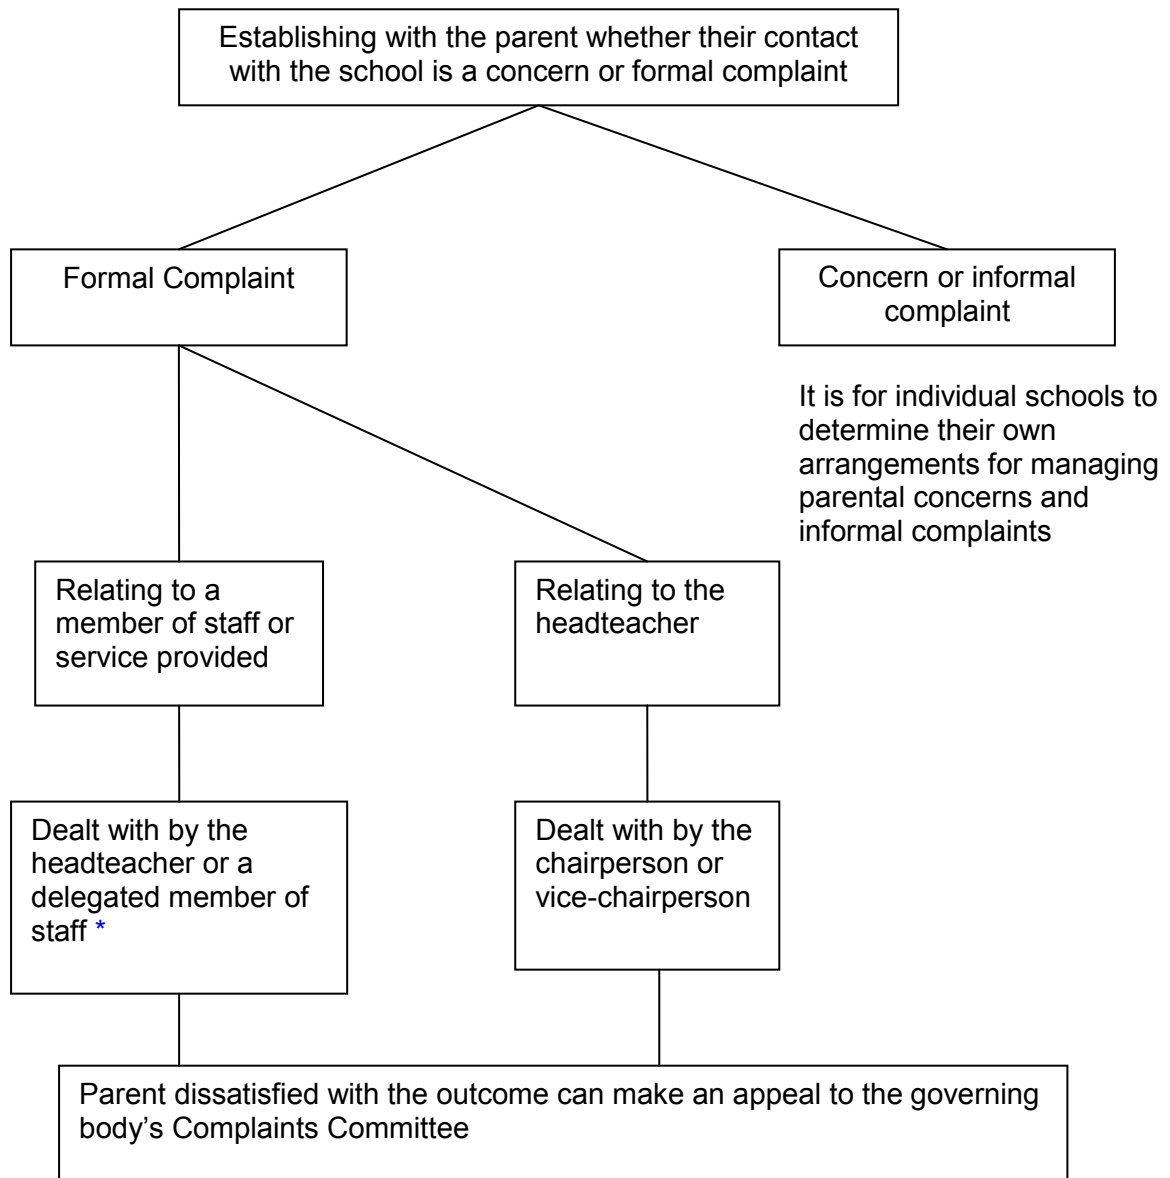 Establishing with the parent whether their contact
with the school is a concern or formal complaint
Formal Complaint
Concern or informal
complaint
It is for individual schools to
determine their own
arrangements for managing
parental concerns and
informal complaints
Relating to a
member of staff or
service provided
Relating to the
headteacher
Dealt with by the
headteacher or a
delegated member of
staff *
Dealt with by the
chairperson or
vice-chairperson
Parent dissatisfied with the outcome can make an appeal to the governing
body’s Complaints Committee